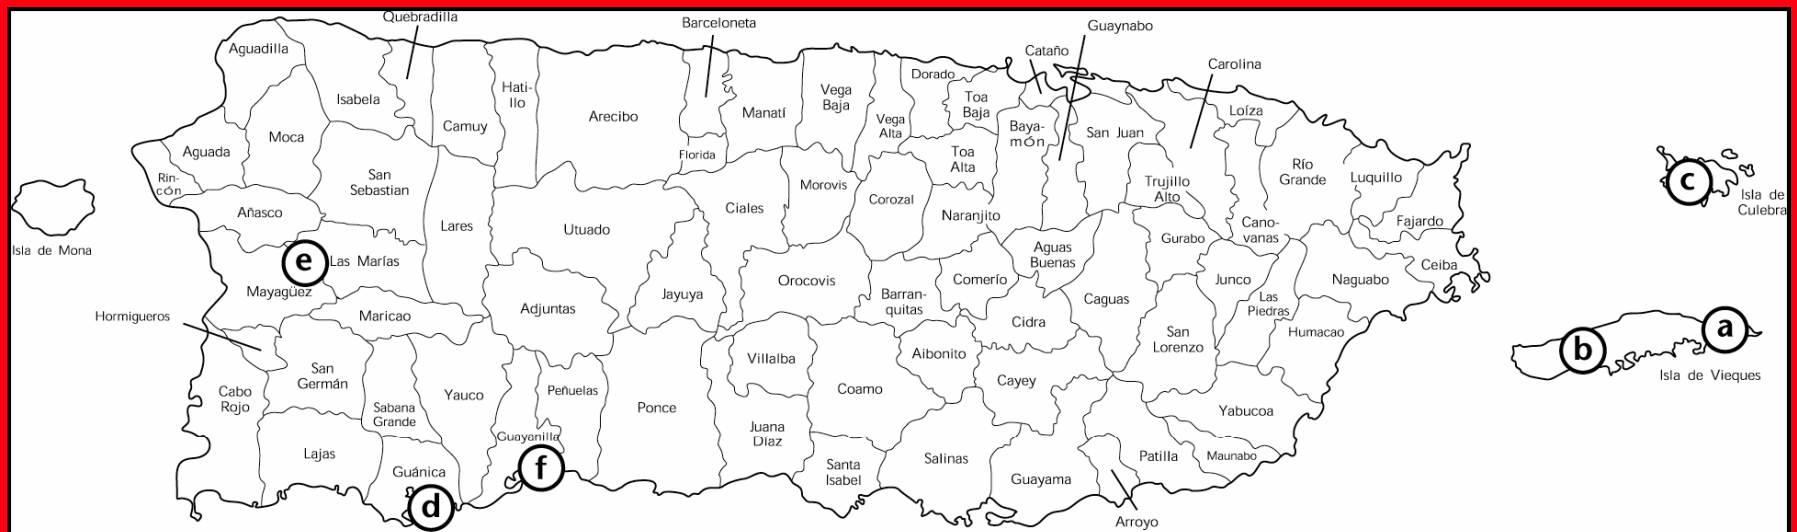 Quebradilla
Barceloneta
Guaynabo
Cataño
Carolina
Aguadilla
Isabela
Hati-
llo
Camuy
Arecibo
Manatí
Vega
Baja
Vega
Alta
Dorado
Toa
Baja
Toa
Alta
Baya-
món
San Juan
Loíza
Moca
Aguada
Rin-
cón
San
Sebastian
Florida
Morovis
Corozal
Ciales
Naranjito
Trujillo
Alto
Río
Grande
Luquillo
Fajardo
c
Isla de
Culebra
Isla de Mona
Añasco
Lares
Utuado
Aguas
Buenas
Gurabo
Cano-
vanas
Ceiba
e
Las Marías
Mayagüez
Maricao
Adjuntas
Jayuya
Orocovis
Barran-
quitas
Comerío
Cidra
Caguas
Junco
Las
Piedras
Naguabo
Humacao
Hormigueros
San
Germán
Cabo
Rojo
Sabana
Grande
Yauco
Peñuelas
Guayanilla
Ponce
Villalba
Juana
Diaz
Coamo
Aibonito
Cayey
San
Lorenzo
Yabucoa
a
b
Isla de Vieques
Lajas
Guánica
d
f
Santa
Isabel
Salinas
Guayama
Patilla
Maunabo
Arroyo